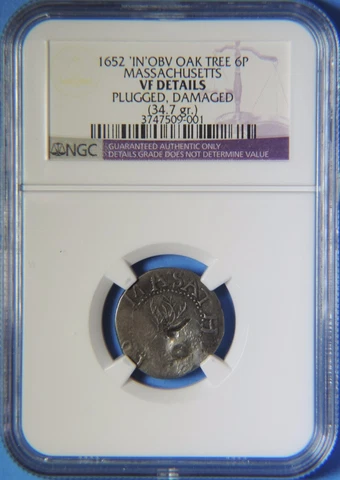 1652 'IN'OBV OAK TREE 6P
MASSACHUSETTS
VF DETAILS
PLUGGED, DAMAGED
(34.7 gr.)
3747509-001
NGC
GUARANTEED AUTHENTIC ONLY
DETAILS GRADE DOES NOT DETERMINE VALUE
MASATH